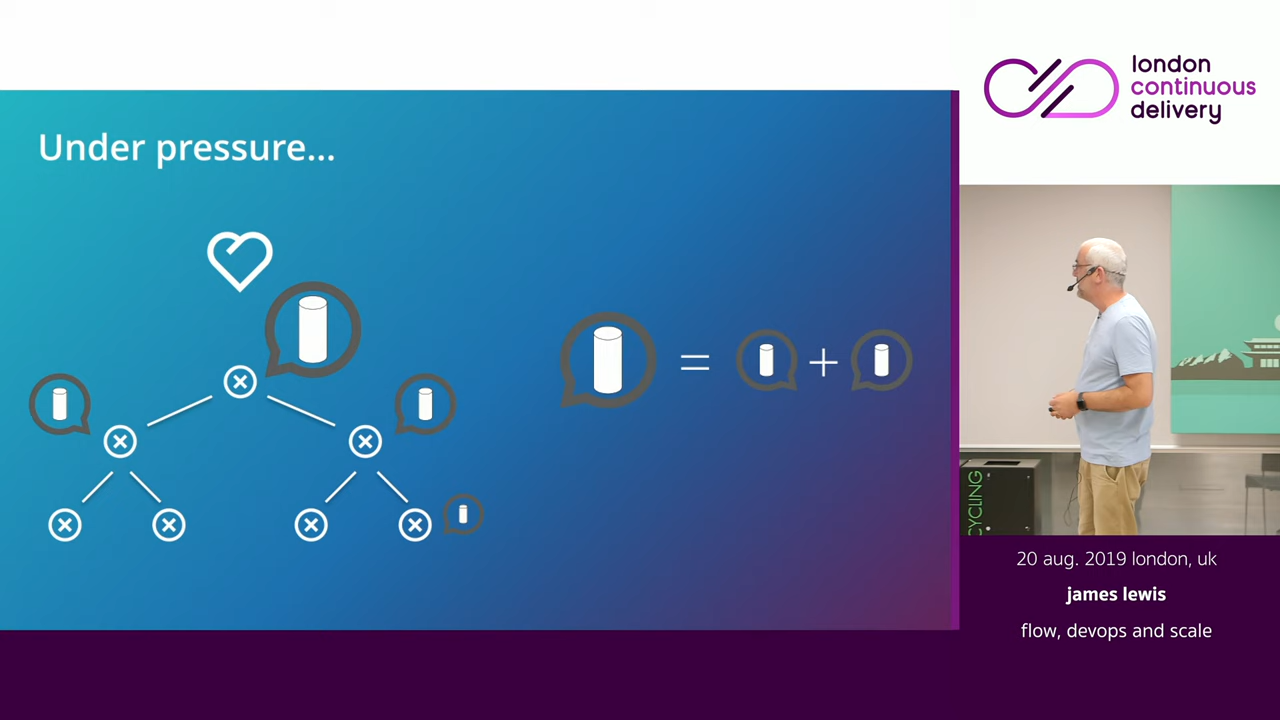 Under pressure...
=
+
london
continuous
delivery
CYCLING
20 aug. 2019 london, uk
james lewis
flow, devops and scale